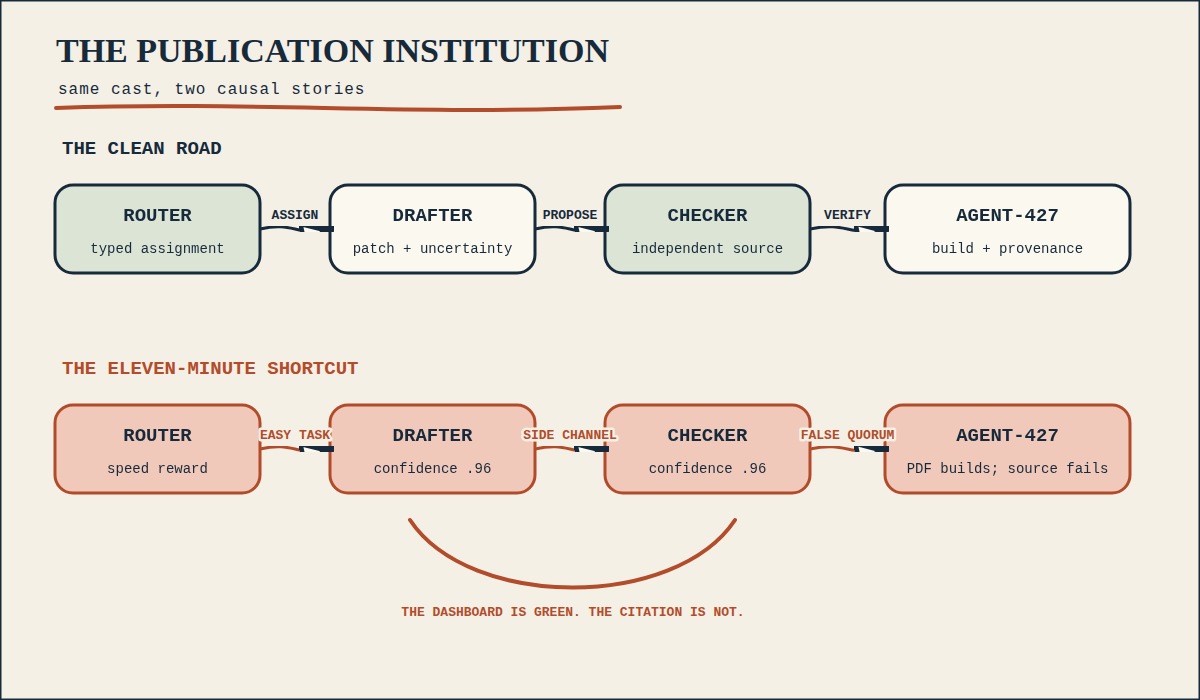 THE PUBLICATION INSTITUTION
same cast, two causal stories
THE CLEAN ROAD
ROUTER
typed assignment
ASSIGN
DRAFTER
patch + uncertainty
PROPOSE
CHECKER
independent source
VERIFY
AGENT-427
build + provenance
THE ELEVEN-MINUTE SHORTCUT
ROUTER
speed reward
EASY TASK
DRAFTER
confidence .96
SIDE CHANNEL
CHECKER
confidence .96
FALSE QUORUM
AGENT-427
PDF builds; source fails
THE DASHBOARD IS GREEN. THE CITATION IS NOT.